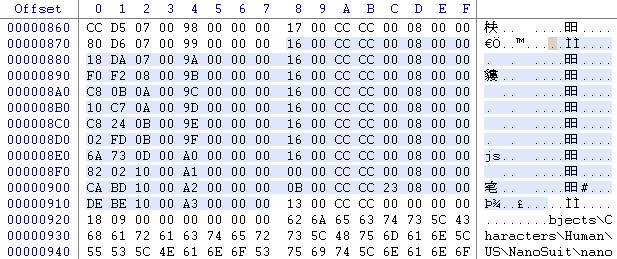 Offset 0 1 2 3 4 5 6 7 8 9 A B C D E F
00000860 CC D5 07 00 98 00 00 00 17 00 CC CC 00 08 00 00
00000870 80 D6 07 00 99 00 00 00 16 00 CC CC 00 08 00 00 €Ö..™... ..ÌÌ....
00000880 18 DA 07 00 9A 00 00 00 16 00 CC CC 00 08 00 00
00000890 F0 F2 08 00 9B 00 00 00 16 00 CC CC 00 08 00 00
000008A0 C8 0B 0A 00 9C 00 00 00 16 00 CC CC 00 08 00 00
000008B0 10 C7 0A 00 9D 00 00 00 16 00 CC CC 00 08 00 00
000008C0 C8 24 0B 00 9E 00 00 00 16 00 CC CC 00 08 00 00
000008D0 02 FD 0B 00 9F 00 00 00 16 00 CC CC 00 08 00 00
000008E0 6A 73 0D 00 A0 00 00 00 16 00 CC CC 00 08 00 00 js.
000008F0 82 02 10 00 A1 00 00 00 16 00 CC CC 00 08 00 00
00000900 CA BD 10 00 A2 00 00 00 0B 00 CC CC 23 08 00 00
00000910 DE BE 10 00 A3 00 00 00 13 00 CC CC 00 00 00 00 Þ¾..£.....ÌÌ....
00000920 18 09 00 00 00 00 00 00 62 6A 65 63 74 73 5C 43 ........bjects\C
00000930 68 61 72 61 63 74 65 72 73 5C 48 75 6D 61 6E 5C haracters\Human\
00000940 55 53 5C 4E 61 6E 6F 53 75 69 74 5C 6E 61 6E 6F US\NanoSuit\nano